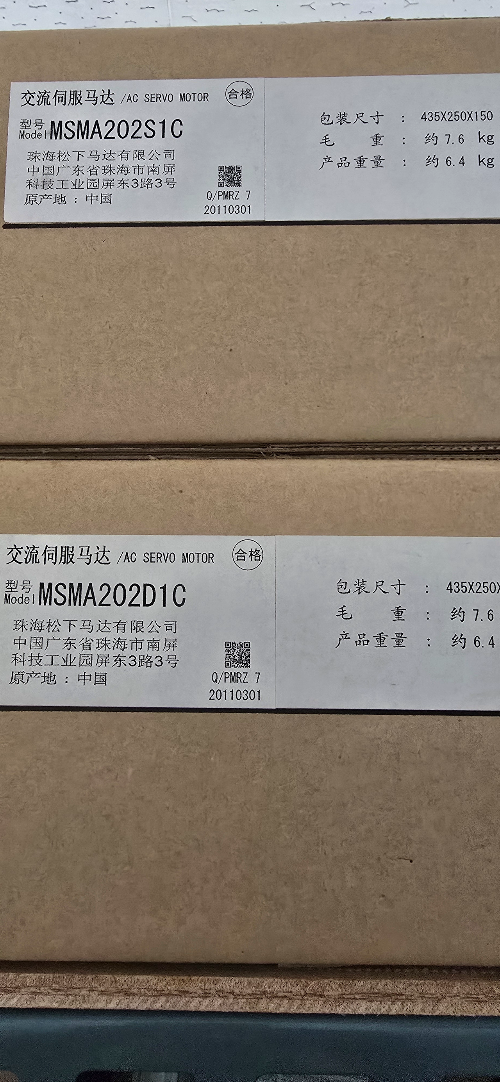 交流伺服马达 /AC SERVO MOTOR 合格
型号
Model MSMA202S1C
珠海松下马达有限公司
中国广东省珠海市南屏
科技工业园屏东3路3号
原产地：中国
Q/PMRZ 7
20110301
包装尺寸 ： 435X250X150
毛 重 ： 约 7.6 kg
产品重量 ： 约 6.4 kg
交流伺服马达 /AC SERVO MOTOR 合格
型号
Model MSMA202D1C
珠海松下马达有限公司
中国广东省珠海市南屏
科技工业园屏东3路3号
原产地：中国
Q/PMRZ 7
20110301
包装尺寸 ： 435X250X
毛 重 ： 约 7.6
产品重量 ： 约 6.4